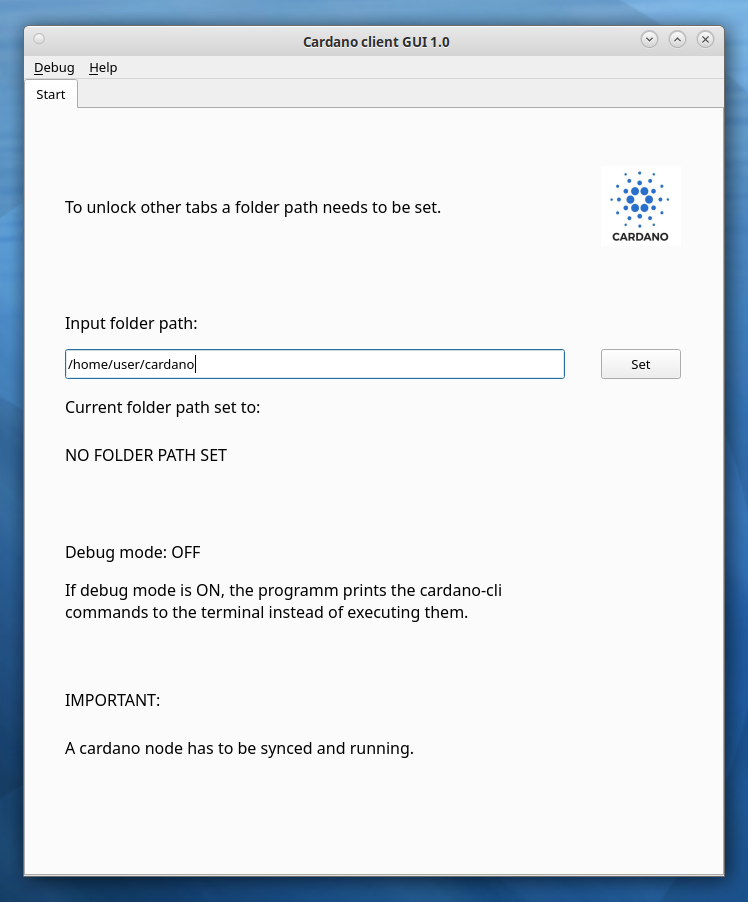 Cardano client GUI 1.0
Debug Help
Start
To unlock other tabs a folder path needs to be set.
CARDANO
Input folder path:
/home/user/cardano
Set
Current folder path set to:
NO FOLDER PATH SET
Debug mode: OFF
If debug mode is ON, the programm prints the cardano-cli
commands to the terminal instead of executing them.
IMPORTANT:
A cardano node has to be synced and running.